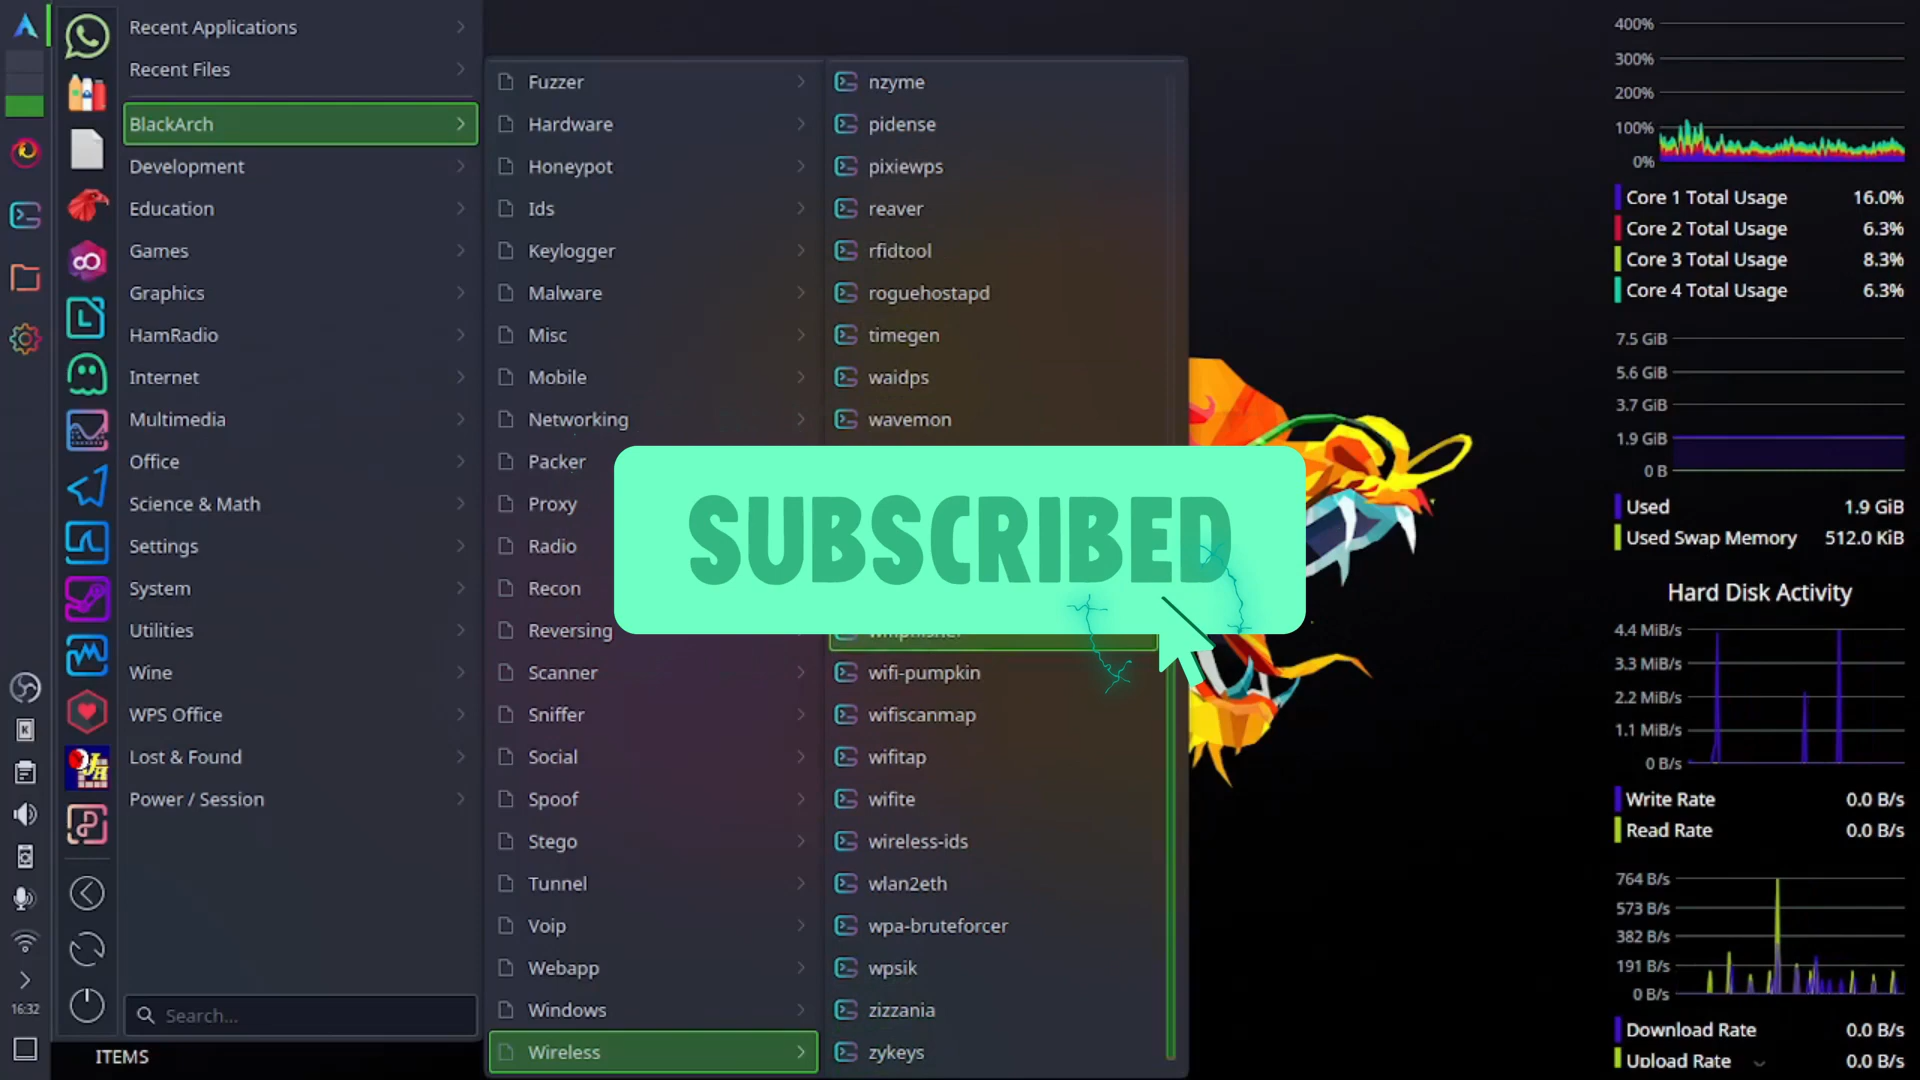 Recent Applications
Recent Files
BlackArch
Development
Education
Games
Graphics
HamRadio
Internet
Multimedia
Office
Science & Math
Settings
System
Utilities
Wine
WPS Office
Lost & Found
Power / Session
Search...
ITEMS
16:32
Fuzzer
Hardware
Honeypot
Ids
Keylogger
Malware
Misc
Mobile
Networking
Packer
Proxy
Radio
Recon
Reversing
Scanner
Sniffer
Social
Spoof
Stego
Tunnel
Voip
Webapp
Windows
Wireless
nzyme
pidense
pixiewps
reaver
rfidtool
roguehostapd
timegen
waidps
wavemon
SUBSCRIBED
wifi-pumpkin
wifiscanmap
wifitap
wifite
wireless-ids
wlan2eth
wpa-bruteforcer
wpsik
zizzania
zykeys
400%
300%
200%
100%
0%
Core 1 Total Usage 16.0%
Core 2 Total Usage 6.3%
Core 3 Total Usage 8.3%
Core 4 Total Usage 6.3%
7.5 GiB
5.6 GiB
3.7 GiB
1.9 GiB
0 B
Used 1.9 GiB
Used Swap Memory 512.0 KiB
Hard Disk Activity
4.4 MiB/s
3.3 MiB/s
2.2 MiB/s
1.1 MiB/s
0 B/s
Write Rate 0.0 B/s
Read Rate 0.0 B/s
764 B/s
573 B/s
382 B/s
191 B/s
0 B/s
Download Rate 0.0 B/s
Upload Rate 0.0 B/s